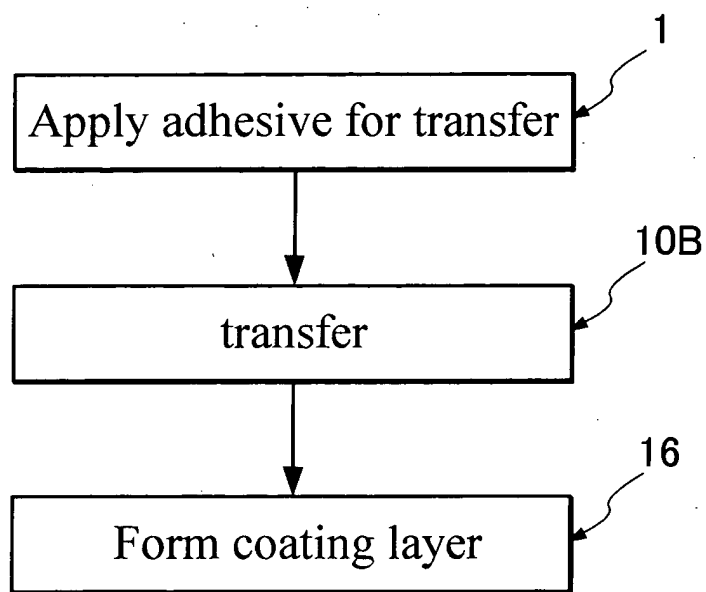 1
Apply adhesive for transfer
10B
transfer
16
Form coating layer